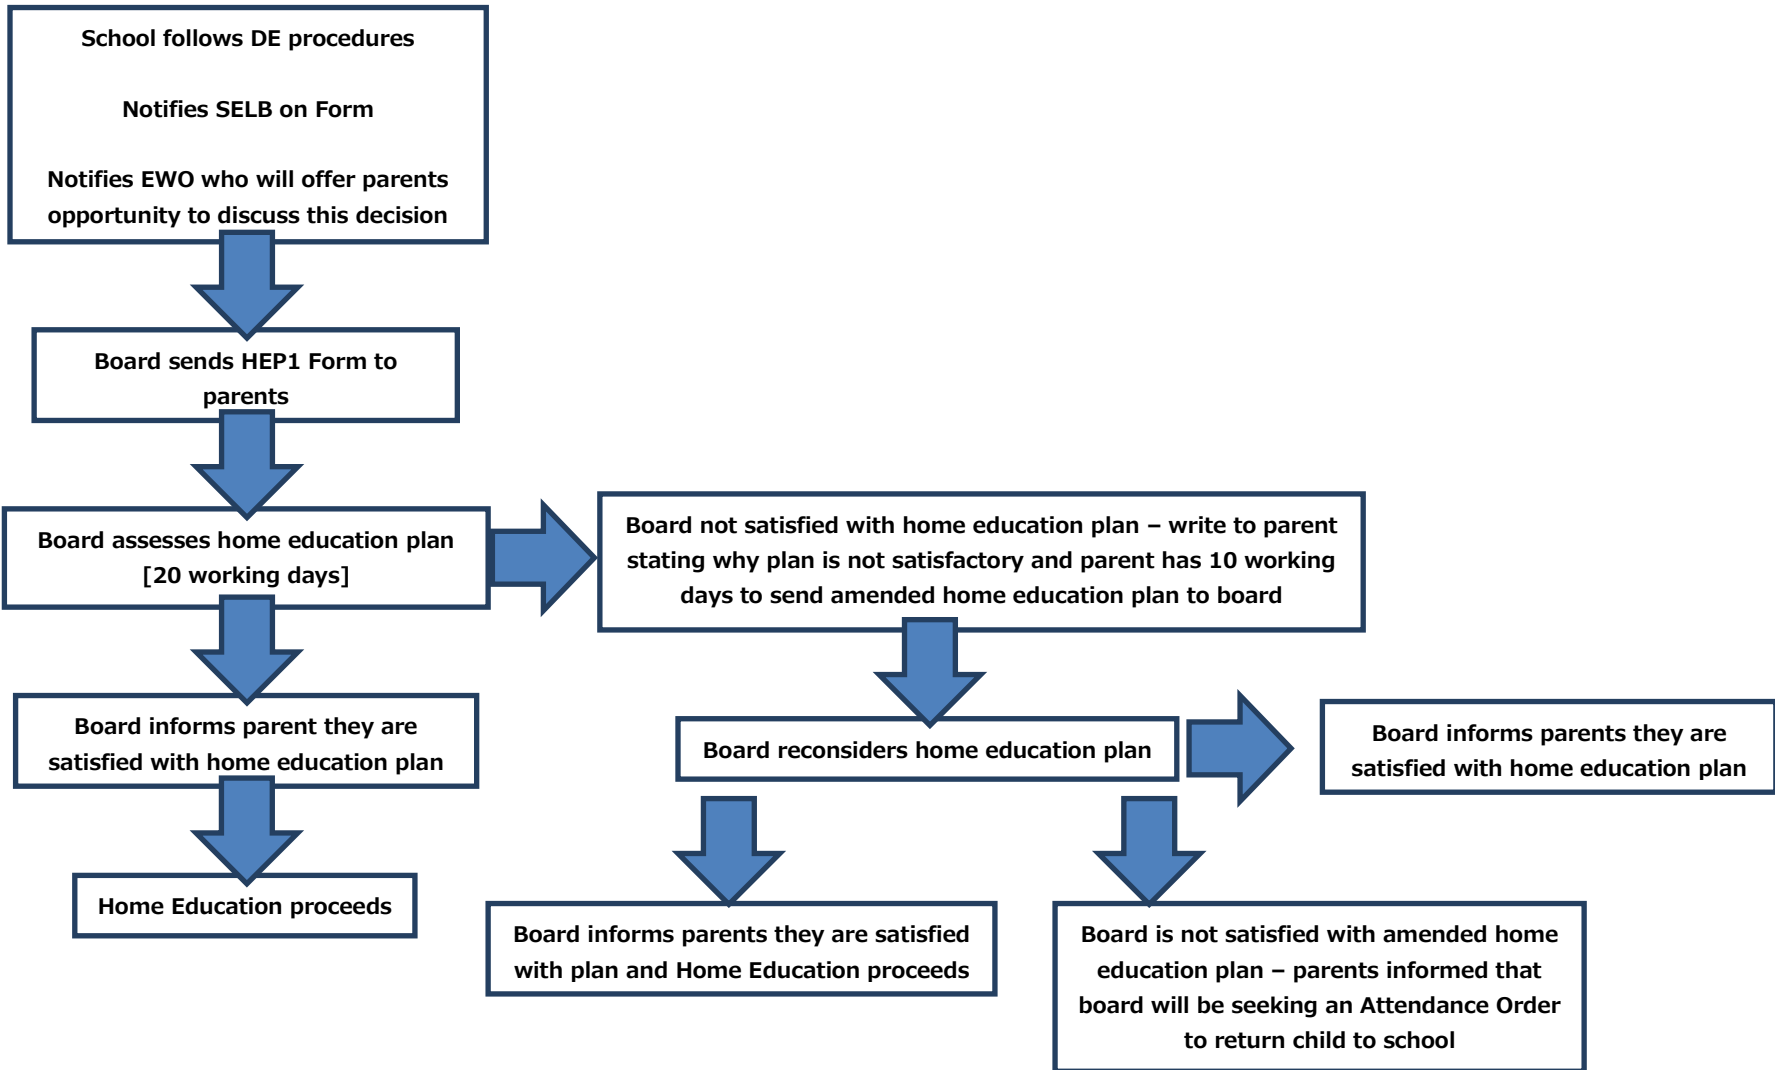 School follows DE procedures
Notifies SELB on Form
Notifies EWO who will offer parents
opportunity to discuss this decision
Board sends HEP1 Form to
parents
Board assesses home education plan
[20 working days]
Board not satisfied with home education plan – write to parent
stating why plan is not satisfactory and parent has 10 working
days to send amended home education plan to board
Board informs parent they are
satisfied with home education plan
Board reconsiders home education plan
Board informs parents they are
satisfied with home education plan
Home Education proceeds
Board informs parents they are satisfied
with plan and Home Education proceeds
Board is not satisfied with amended home
education plan – parents informed that
board will be seeking an Attendance Order
to return child to school